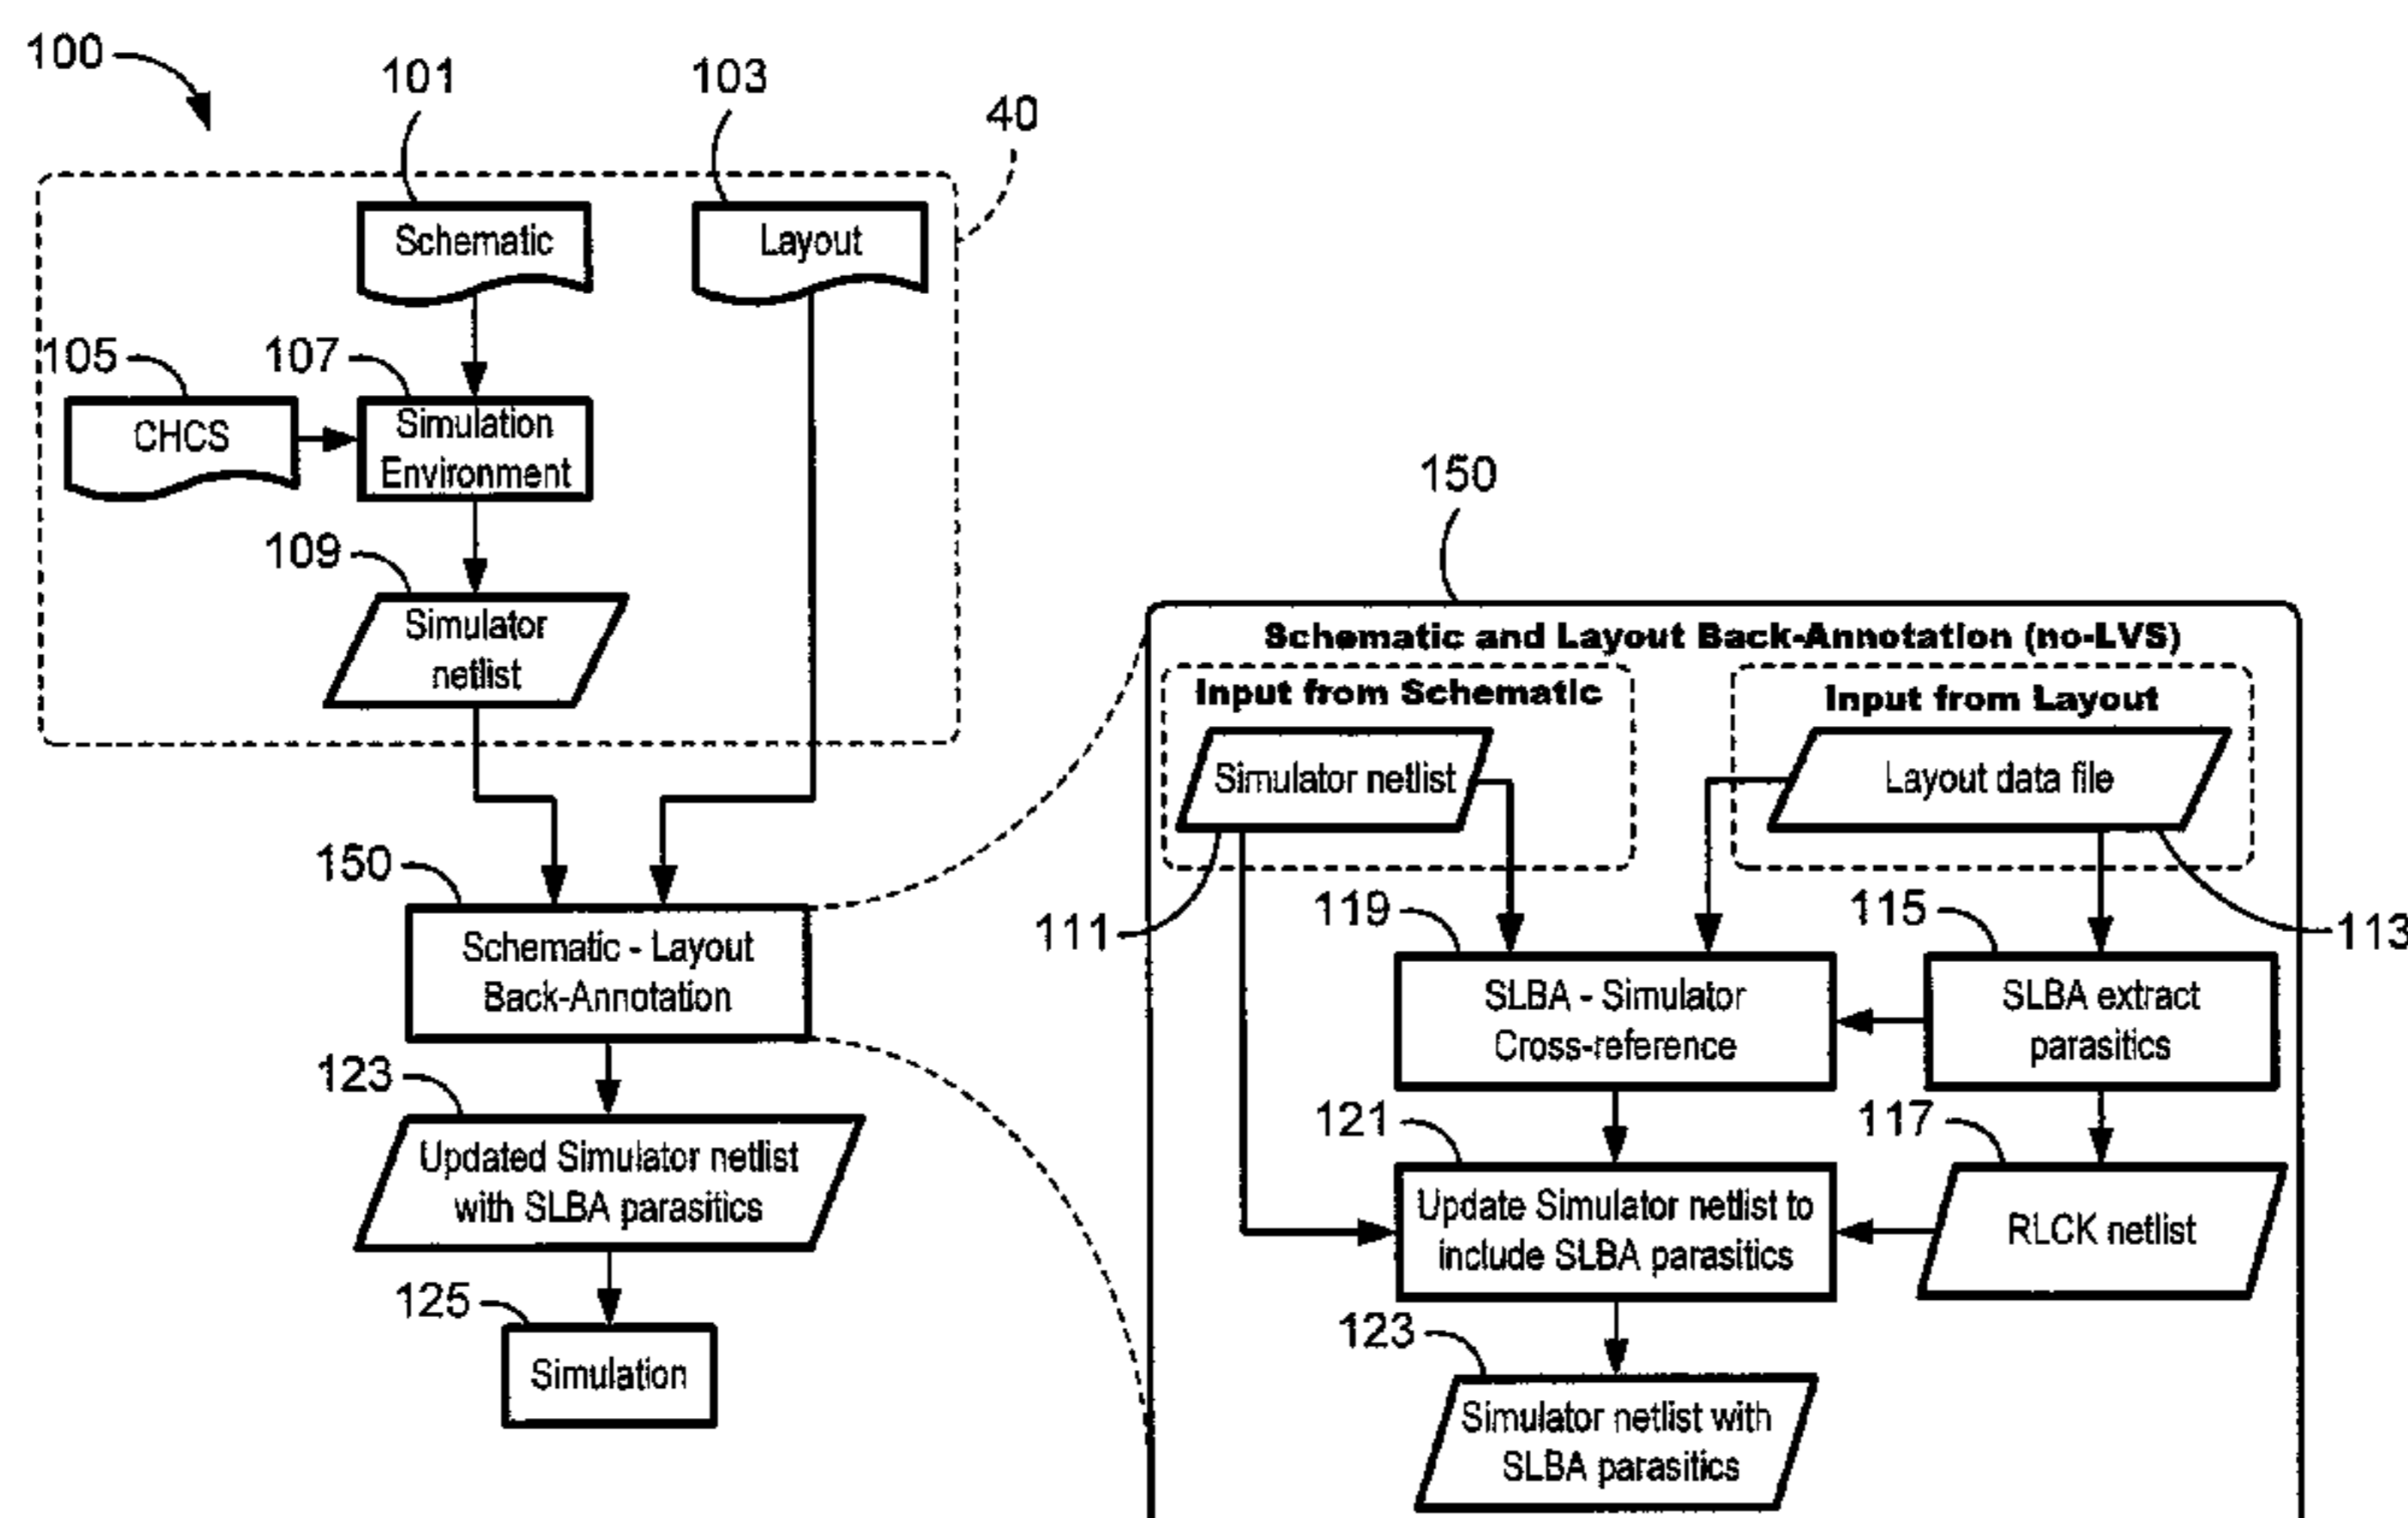 100
101
103
40
Schematic
Layout
105
107
CHCS
Simulation
Environment
109
Simulator
netlist
150
Schematic - Layout
Back-Annotation
123
Updated Simulator netlist
with SLBA parasitics
125
Simulation
150
Schematic and Layout Back-Annotation (no-LVS)
Input from Schematic
Input from Layout
Simulator netlist
Layout data file
111
119
115
113
SLBA - Simulator
Cross-reference
SLBA extract
parasitics
121
117
Update Simulator netlist to
include SLBA parasitics
RLCK netlist
123
Simulator netlist with
SLBA parasitics